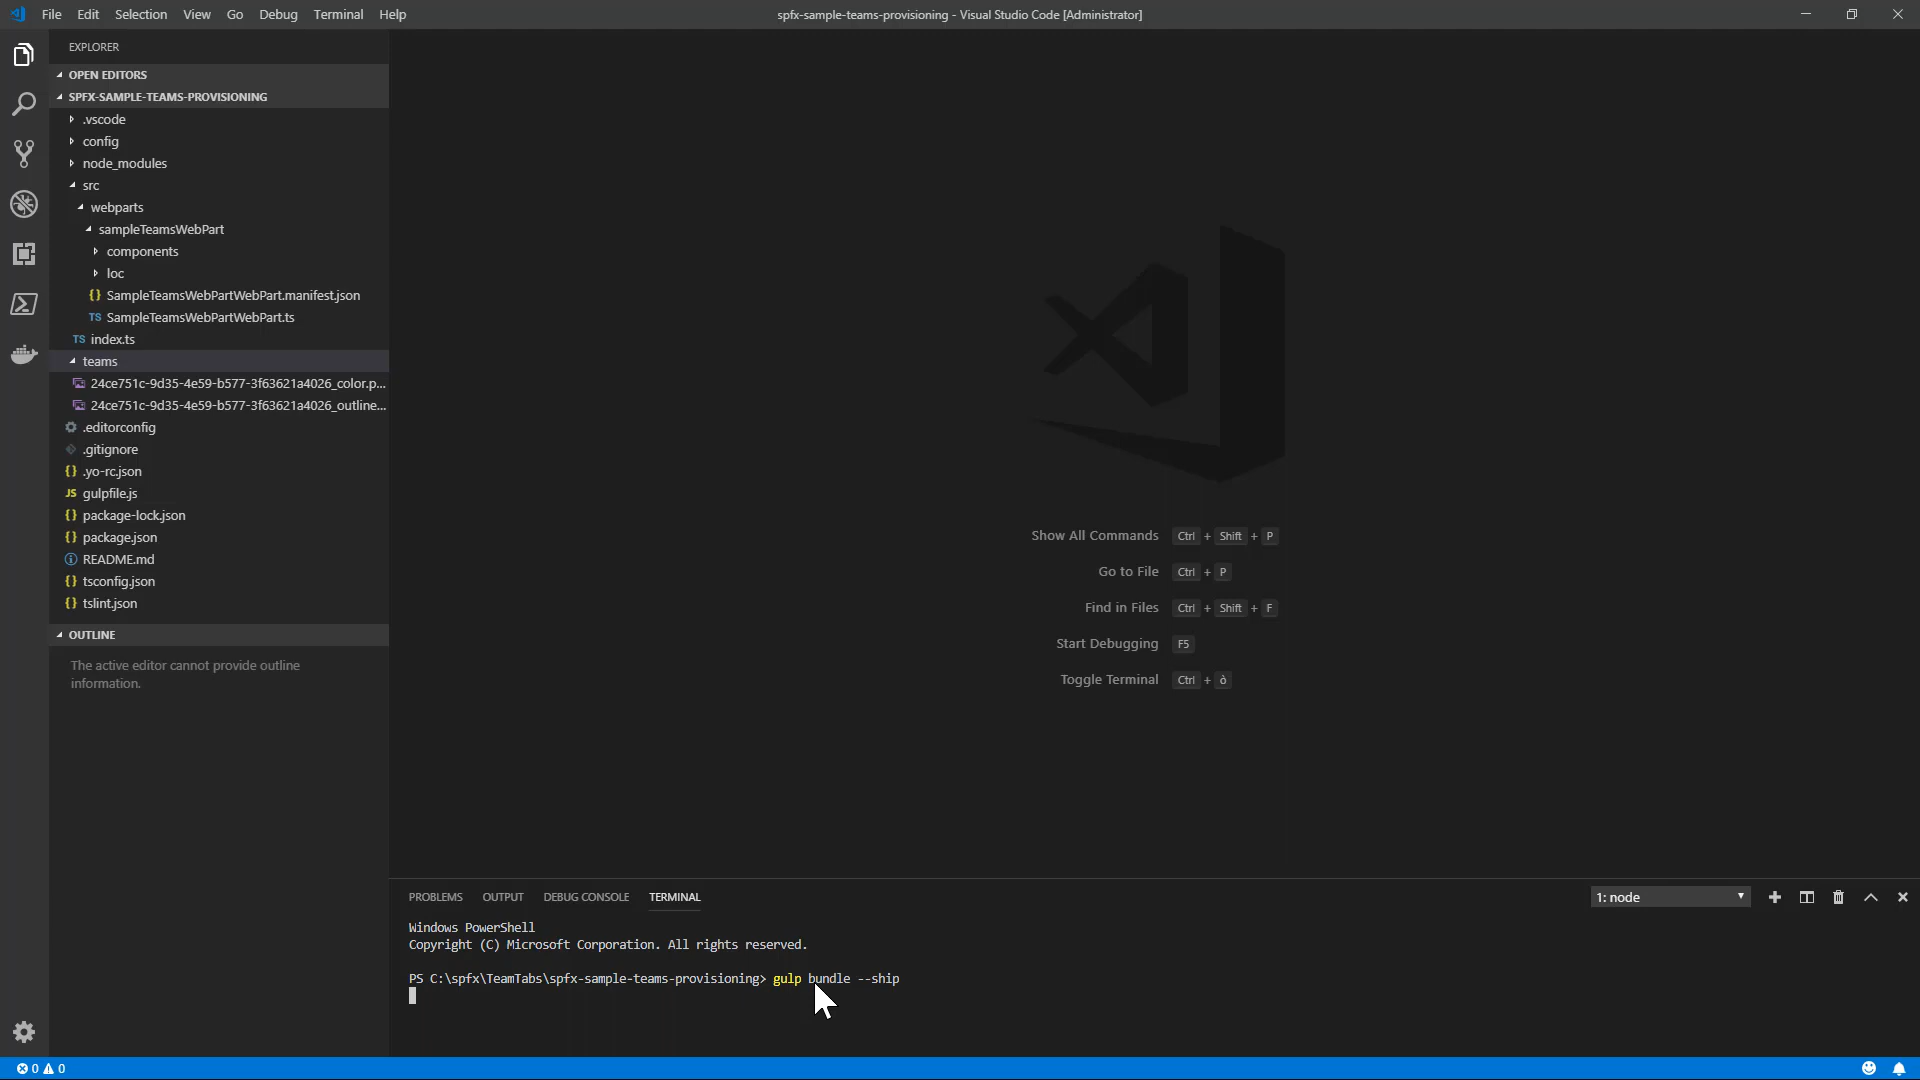 File Edit Selection View Go Debug Terminal Help
spfx-sample-teams-provisioning - Visual Studio Code [Administrator]
EXPLORER
OPEN EDITORS
SPFX-SAMPLE-TEAMS-PROVISIONING
.vscode
config
node_modules
src
webparts
sampleTeamsWebPart
components
loc
{} SampleTeamsWebPartWebPart.manifest.json
TS SampleTeamsWebPartWebPart.ts
TS index.ts
teams
24ce751c-9d35-4e59-b577-3f63621a4026_color.p...
24ce751c-9d35-4e59-b577-3f63621a4026_outline...
.editorconfig
.gitignore
{} .yo-rc.json
JS gulpfile.js
{} package-lock.json
{} package.json
README.md
{} tsconfig.json
{} tslint.json
OUTLINE
The active editor cannot provide outline
information.
Show All Commands Ctrl + Shift + P
Go to File Ctrl + P
Find in Files Ctrl + Shift + F
Start Debugging F5
Toggle Terminal Ctrl + ò
PROBLEMS OUTPUT DEBUG CONSOLE TERMINAL
1: node
Windows PowerShell
Copyright (C) Microsoft Corporation. All rights reserved.
PS C:\spfx\TeamTabs\spfx-sample-teams-provisioning> gulp bundle --ship
0 0